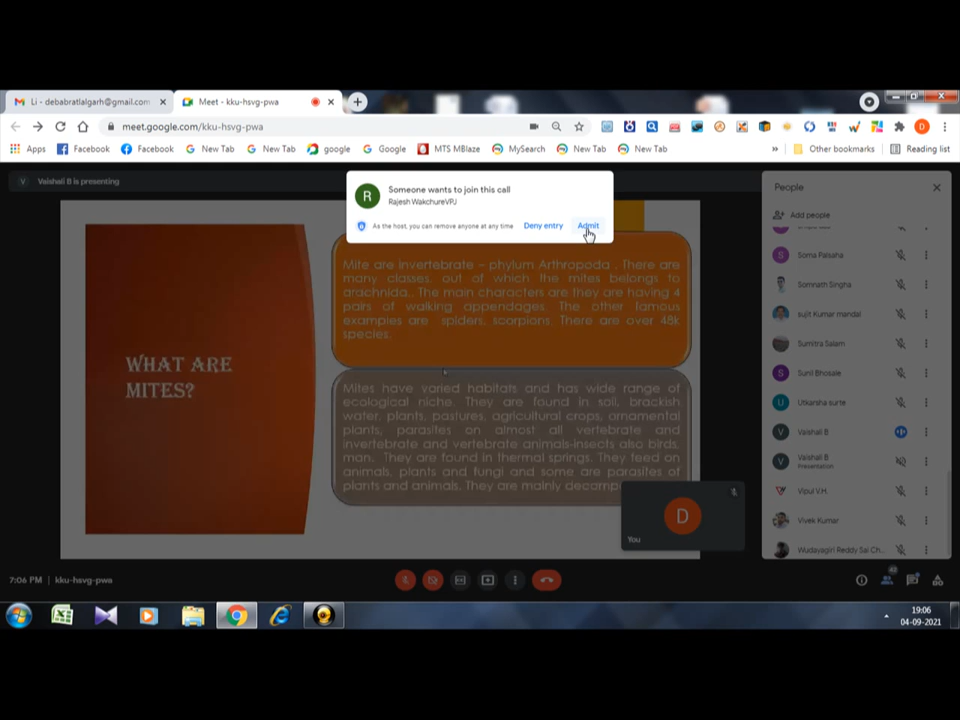 Li - debabratlalgarh@gmail.com
Meet - kku-hsvg-pwa
meet.google.com/kku-hsvg-pwa
D
Apps
Facebook
Facebook
New Tab
New Tab
google
Google
MTS MBlaze
MySearch
New Tab
New Tab
»
Other bookmarks
Reading list
V
Vaishali B is presenting
Someone wants to join this call
R
Rajesh WakchureVPJ
As the host, you can remove anyone at any time
Deny entry
Admit
WHAT ARE
MITES?
Mite are invertebrate – phylum Arthropoda . There are
many classes, out of which the mites belongs to
arachnida,. The main characters are they are having 4
pairs of walking appendages. The other famous
examples are spiders, scorpions. There are over 48k
species.
Mites have varied habitats and has wide range of
ecological niche. They are found in soil, brackish
water, plants, pastures, agricultural crops, ornamental
plants, parasites on almost all vertebrate and
invertebrate and vertebrate animals-insects also birds,
man. They are found in thermal springs. They feed on
animals, plants and fungi and some are parasites of
plants and animals. They are mainly decomp
D
You
People
Add people
S
Soma Palsaha
Somnath Singha
sujit Kumar mandal
Sumitra Salam
S
Sunil Bhosale
U
Utkarsha surte
V
Vaishali B
V
Vaishali B
Presentation
Vipul V.H.
Vivek Kumar
Wudayagiri Reddy Sai Ch...
7:06 PM | kku-hsvg-pwa
19:06
04-09-2021